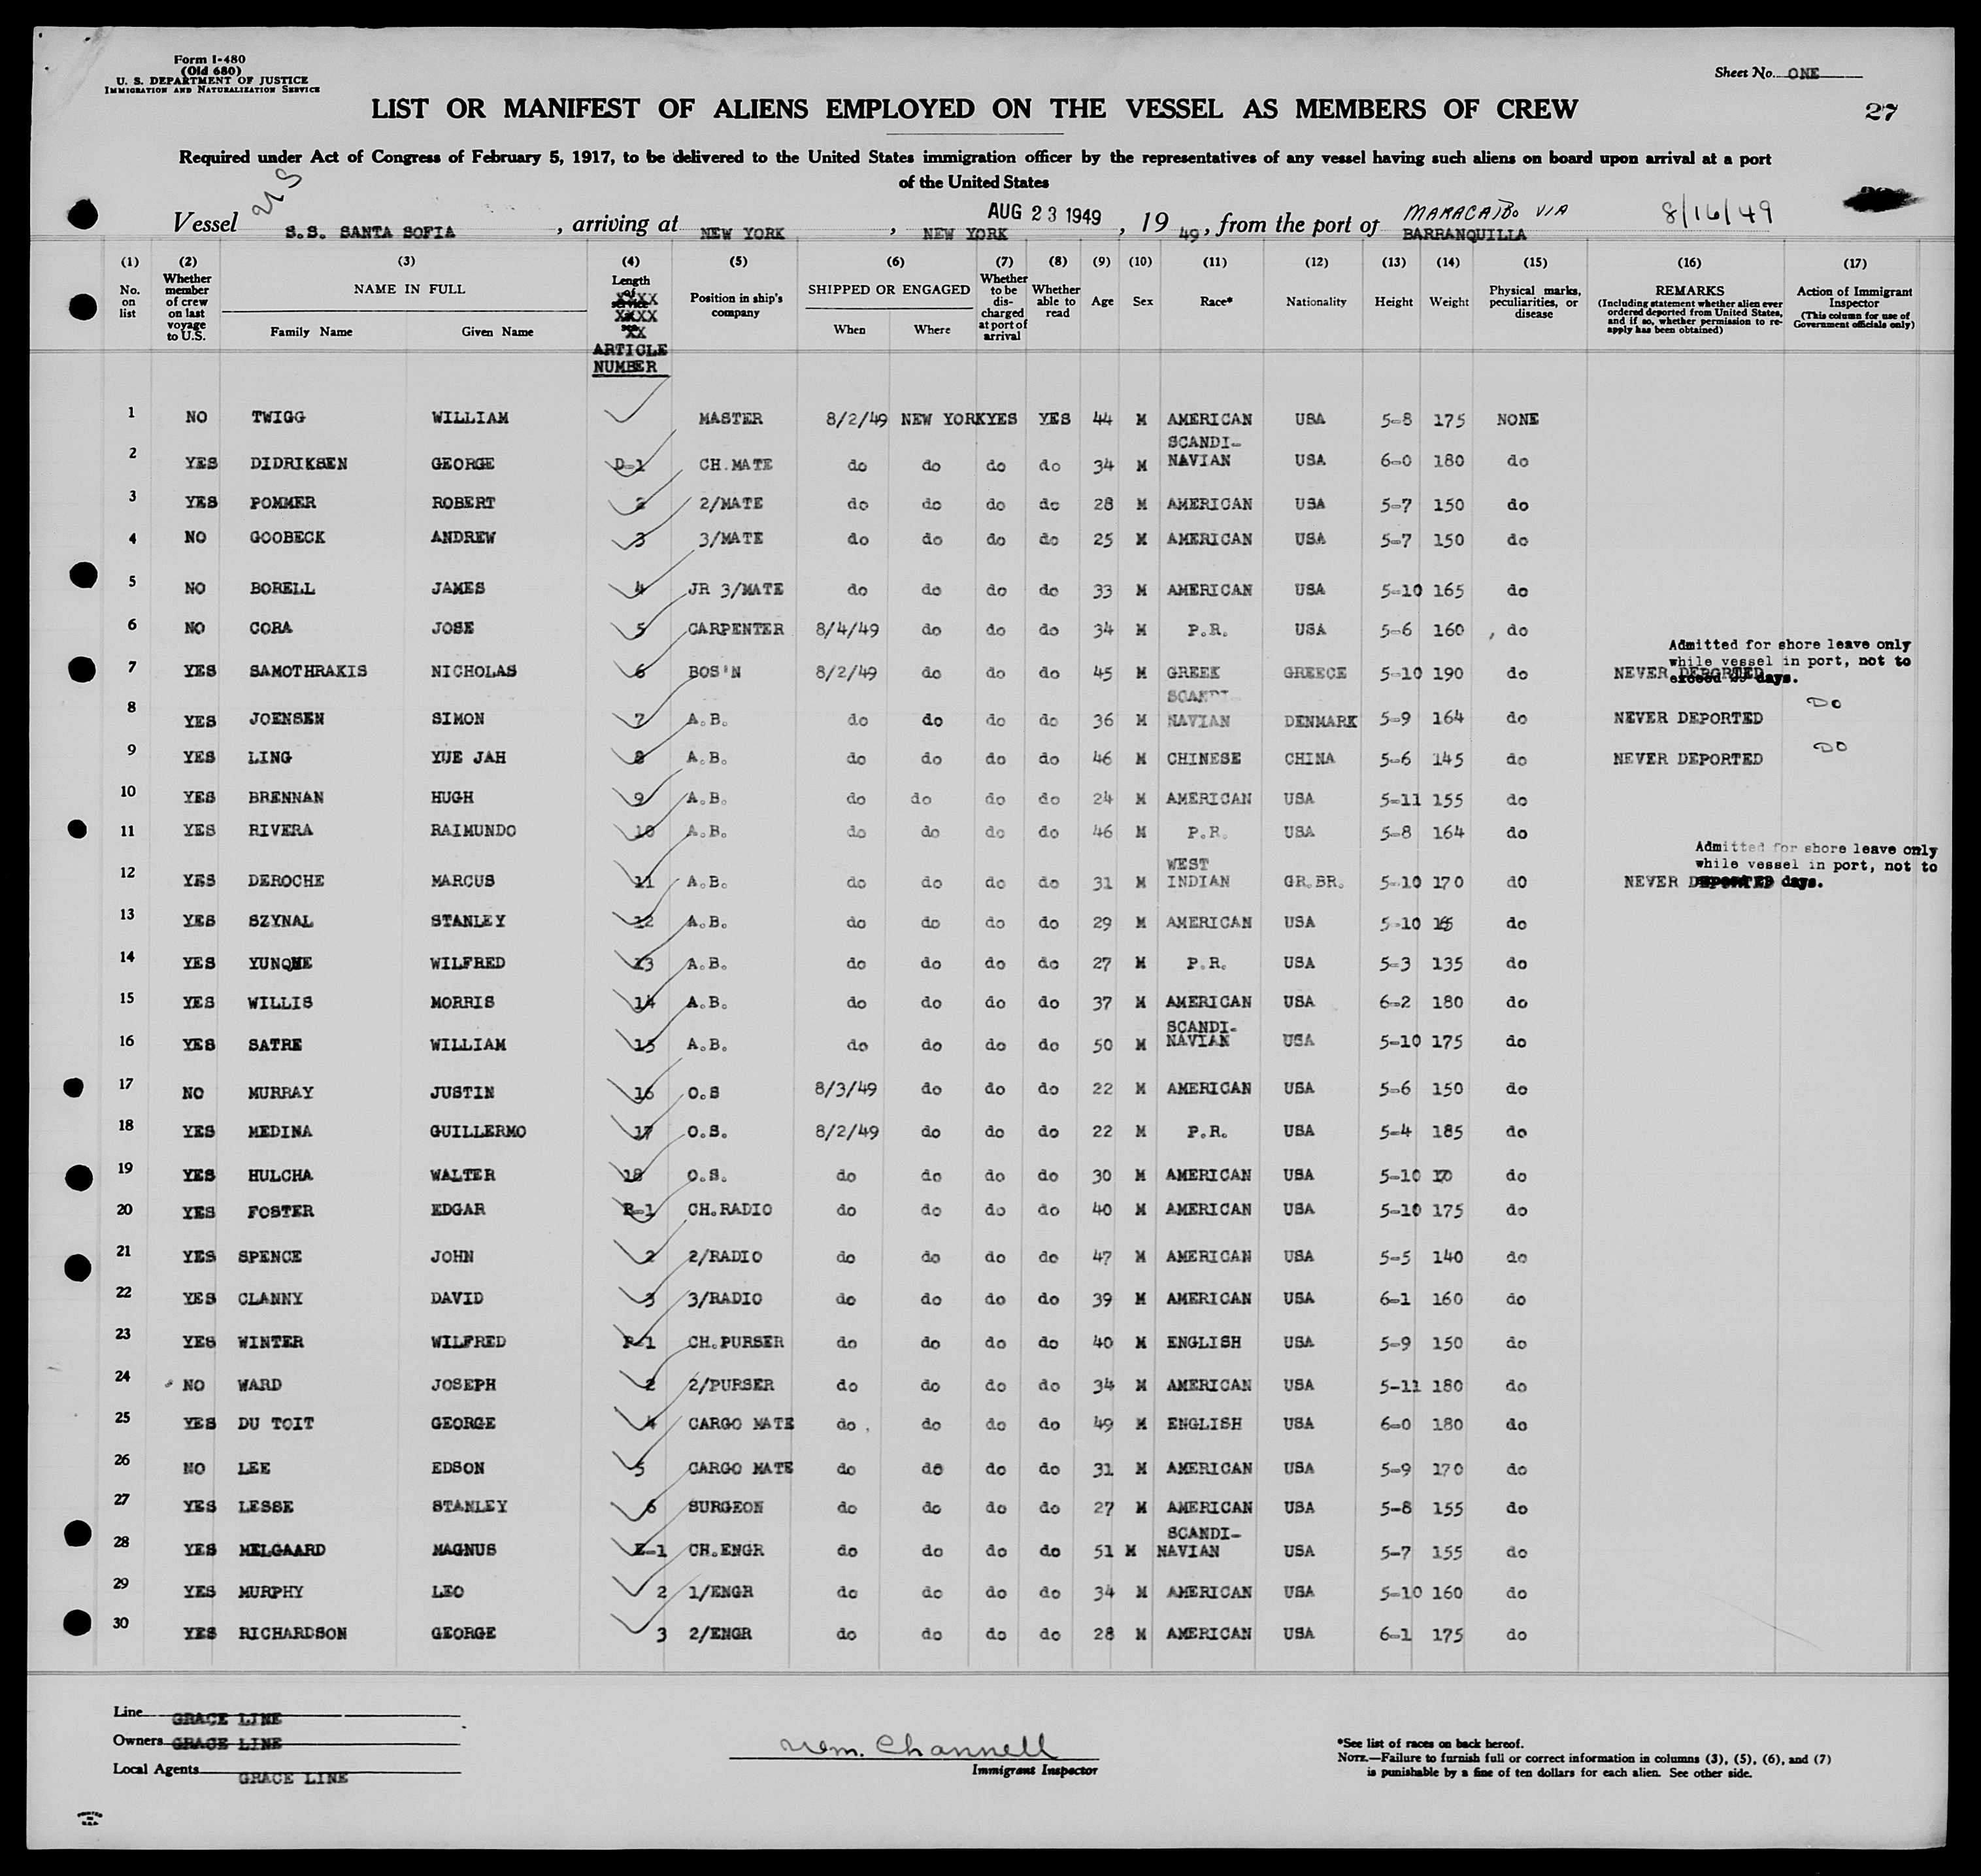 Form I-480
(Old 680)
U. S. DEPARTMENT OF JUSTICE
IMMIGRATION AND NATURALIZATION SERVICE
Sheet No. ONE
LIST OR MANIFEST OF ALIENS EMPLOYED ON THE VESSEL AS MEMBERS OF CREW
27
Required under Act of Congress of February 5, 1917, to be delivered to the United States immigration officer by the representatives of any vessel having such aliens on board upon arrival at a port
of the United States
US
Vessel S.S. SANTA SOFIA, arriving at NEW YORK, NEW YORK AUG 23 1949, 19 49, from the port of MARACAIBO VIA BARRANQUILLA 8/16/49
(1) (2) (3) (4) (5) (6) (7) (8) (9) (10) (11) (12) (13) (14) (15) (16) (17)
No. on list
Whether member of crew on last voyage to U.S.
NAME IN FULL
Family Name Given Name
Length of
ARTICLE NUMBER
Position in ship's company
SHIPPED OR ENGAGED
When Where
Whether to be discharged at port of arrival
Whether able to read
Age Sex Race* Nationality Height Weight
Physical marks, peculiarities, or disease
REMARKS
(Including statement whether alien ever ordered deported from United States, and if so, whether permission to re-apply has been obtained)
Action of Immigrant Inspector
(This column for use of Government officials only)
1 NO TWIGG WILLIAM MASTER 8/2/49 NEW YORK YES YES 44 M AMERICAN USA 5-8 175 NONE
2 YES DIDRIKSEN GEORGE D-1 CH.MATE do do do do 34 M SCANDI-NAVIAN USA 6-0 180 do
3 YES POMMER ROBERT 2 2/MATE do do do do 28 M AMERICAN USA 5-7 150 do
4 NO GOOBECK ANDREW 3 3/MATE do do do do 25 M AMERICAN USA 5-7 150 do
5 NO BORELL JAMES 4 JR 3/MATE do do do do 33 M AMERICAN USA 5-10 165 do
6 NO CORA JOSE 5 CARPENTER 8/4/49 do do do 34 M P.R. USA 5-6 160 do
Admitted for shore leave only
while vessel in port, not to
exceed 29 days.
7 YES SAMOTHRAKIS NICHOLAS 6 BOS'N 8/2/49 do do do 45 M GREEK GREECE 5-10 190 do NEVER DEPORTED
8 YES JOENSEN SIMON 7 A.B. do do do do 36 M SCANDI-NAVIAN DENMARK 5-9 164 do NEVER DEPORTED DO
9 YES LING YUE JAH 8 A.B. do do do do 46 M CHINESE CHINA 5-6 145 do NEVER DEPORTED DO
10 YES BRENNAN HUGH 9 A.B. do do do do 24 M AMERICAN USA 5-11 155 do
11 YES RIVERA RAIMUNDO 10 A.B. do do do do 46 M P.R. USA 5-8 164 do
Admitted for shore leave only
while vessel in port, not to
days.
12 YES DEROCHE MARCUS 11 A.B. do do do do 31 M WEST INDIAN GR.BR. 5-10 170 dO NEVER DEPORTED
13 YES SZYNAL STANLEY 12 A.B. do do do do 29 M AMERICAN USA 5-10 do
14 YES YUNQUE WILFRED 13 A.B. do do do do 27 M P.R. USA 5-3 135 do
15 YES WILLIS MORRIS 14 A.B. do do do do 37 M AMERICAN USA 6-2 180 do
16 YES SATRE WILLIAM 15 A.B. do do do do 50 M SCANDI-NAVIAN USA 5-10 175 do
17 NO MURRAY JUSTIN 16 O.S 8/3/49 do do do 22 M AMERICAN USA 5-6 150 do
18 YES MEDINA GUILLERMO 17 O.S. 8/2/49 do do do 22 M P.R. USA 5-4 185 do
19 YES HULCHA WALTER 18 O.S. do do do do 30 M AMERICAN USA 5-10 do
20 YES FOSTER EDGAR R-1 CH.RADIO do do do do 40 M AMERICAN USA 5-10 175 do
21 YES SPENCE JOHN 2 2/RADIO do do do do 47 M AMERICAN USA 5-5 140 do
22 YES CLANNY DAVID 3 3/RADIO do do do do 39 M AMERICAN USA 6-1 160 do
23 YES WINTER WILFRED P-1 CH.PURSER do do do do 40 M ENGLISH USA 5-9 150 do
24 NO WARD JOSEPH 2 2/PURSER do do do do 34 M AMERICAN USA 5-11 180 do
25 YES DU TOIT GEORGE 4 CARGO MATE do do do do 49 M ENGLISH USA 6-0 180 do
26 NO LEE EDSON 5 CARGO MATE do do do do 31 M AMERICAN USA 5-9 170 do
27 YES LESSE STANLEY 6 SURGEON do do do do 27 M AMERICAN USA 5-8 155 do
28 YES MELGAARD MAGNUS E-1 CH.ENGR do do do do 51 M SCANDI-NAVIAN USA 5-7 155 do
29 YES MURPHY LEO 2 1/ENGR do do do do 34 M AMERICAN USA 5-10 160 do
30 YES RICHARDSON GEORGE 3 2/ENGR do do do do 28 M AMERICAN USA 6-1 175 do
Line GRACE LINE
Owners GRACE LINE
Local Agents GRACE LINE
Wm. Channell
Immigrant Inspector
*See list of races on back hereof.
NOTE.—Failure to furnish full or correct information in columns (3), (5), (6), and (7)
is punishable by a fine of ten dollars for each alien. See other side.
PRINTED IN U.S.A.